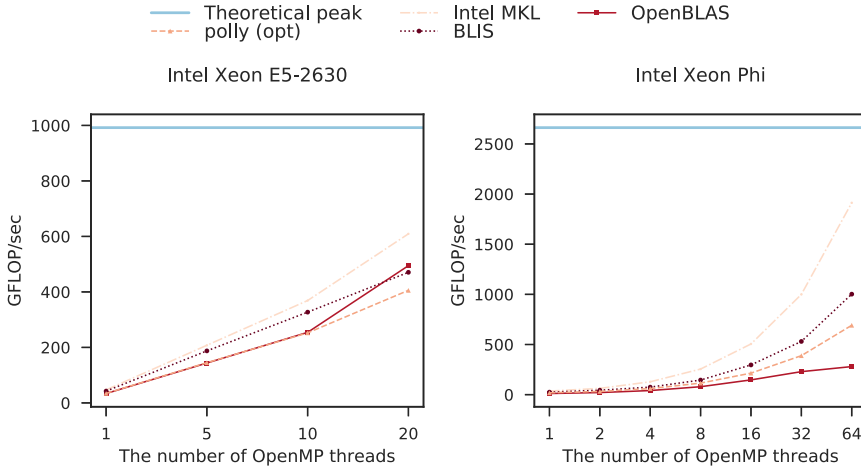 Theoretical peak
polly (opt)
Intel MKL
BLIS
OpenBLAS
Intel Xeon E5-2630
1000
800
600
400
200
0
GFLOP/sec
1 5 10 20
The number of OpenMP threads
Intel Xeon Phi
2500
2000
1500
1000
500
0
GFLOP/sec
1 2 4 8 16 32 64
The number of OpenMP threads